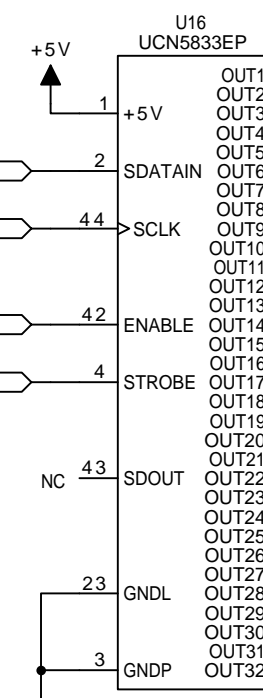 U16
UCN5833EP
+5V
1
+5V
2
SDATAIN
44
SCLK
42
ENABLE
4
STROBE
NC
43
SDOUT
23
GNDL
3
GNDP
OUT1
OUT2
OUT3
OUT4
OUT5
OUT6
OUT7
OUT8
OUT9
OUT10
OUT11
OUT12
OUT13
OUT14
OUT15
OUT16
OUT17
OUT18
OUT19
OUT20
OUT21
OUT22
OUT23
OUT24
OUT25
OUT26
OUT27
OUT28
OUT29
OUT30
OUT31
OUT32